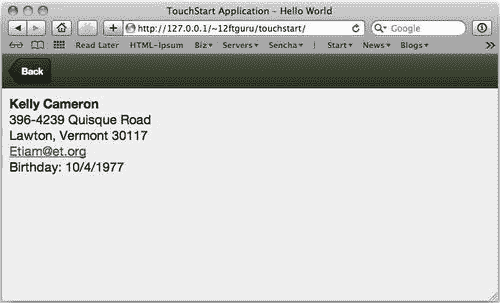 TouchStart Application – Hello World
http://127.0.0.1/~12ftguru/touchstart/
Google
Read Later HTML-Ipsum Biz Servers Sencha | Start News Blogs
Back
Kelly Cameron
396-4239 Quisque Road
Lawton, Vermont 30117
Etiam@et.org
Birthday: 10/4/1977